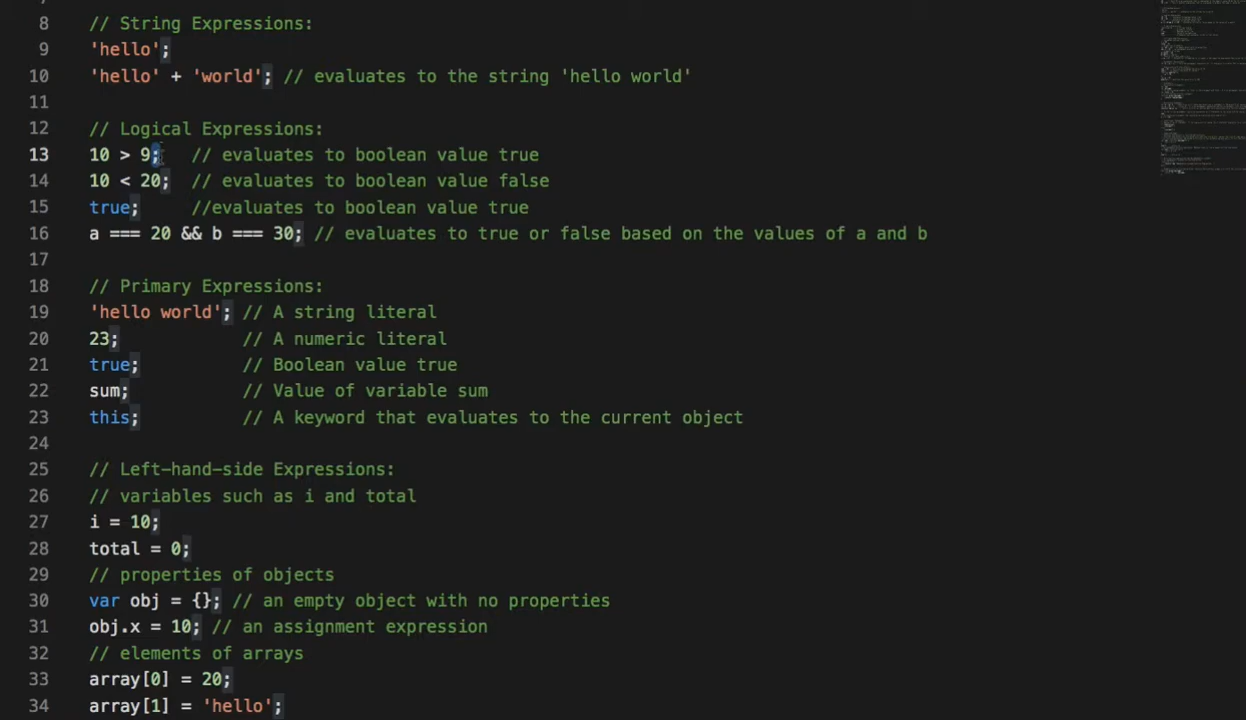 8 // String Expressions:
9 'hello';
10 'hello' + 'world'; // evaluates to the string 'hello world'
11
12 // Logical Expressions:
13 10 > 9; // evaluates to boolean value true
14 10 < 20; // evaluates to boolean value false
15 true; //evaluates to boolean value true
16 a === 20 && b === 30; // evaluates to true or false based on the values of a and b
17
18 // Primary Expressions:
19 'hello world'; // A string literal
20 23; // A numeric literal
21 true; // Boolean value true
22 sum; // Value of variable sum
23 this; // A keyword that evaluates to the current object
24
25 // Left-hand-side Expressions:
26 // variables such as i and total
27 i = 10;
28 total = 0;
29 // properties of objects
30 var obj = {}; // an empty object with no properties
31 obj.x = 10; // an assignment expression
32 // elements of arrays
33 array[0] = 20;
34 array[1] = 'hello';